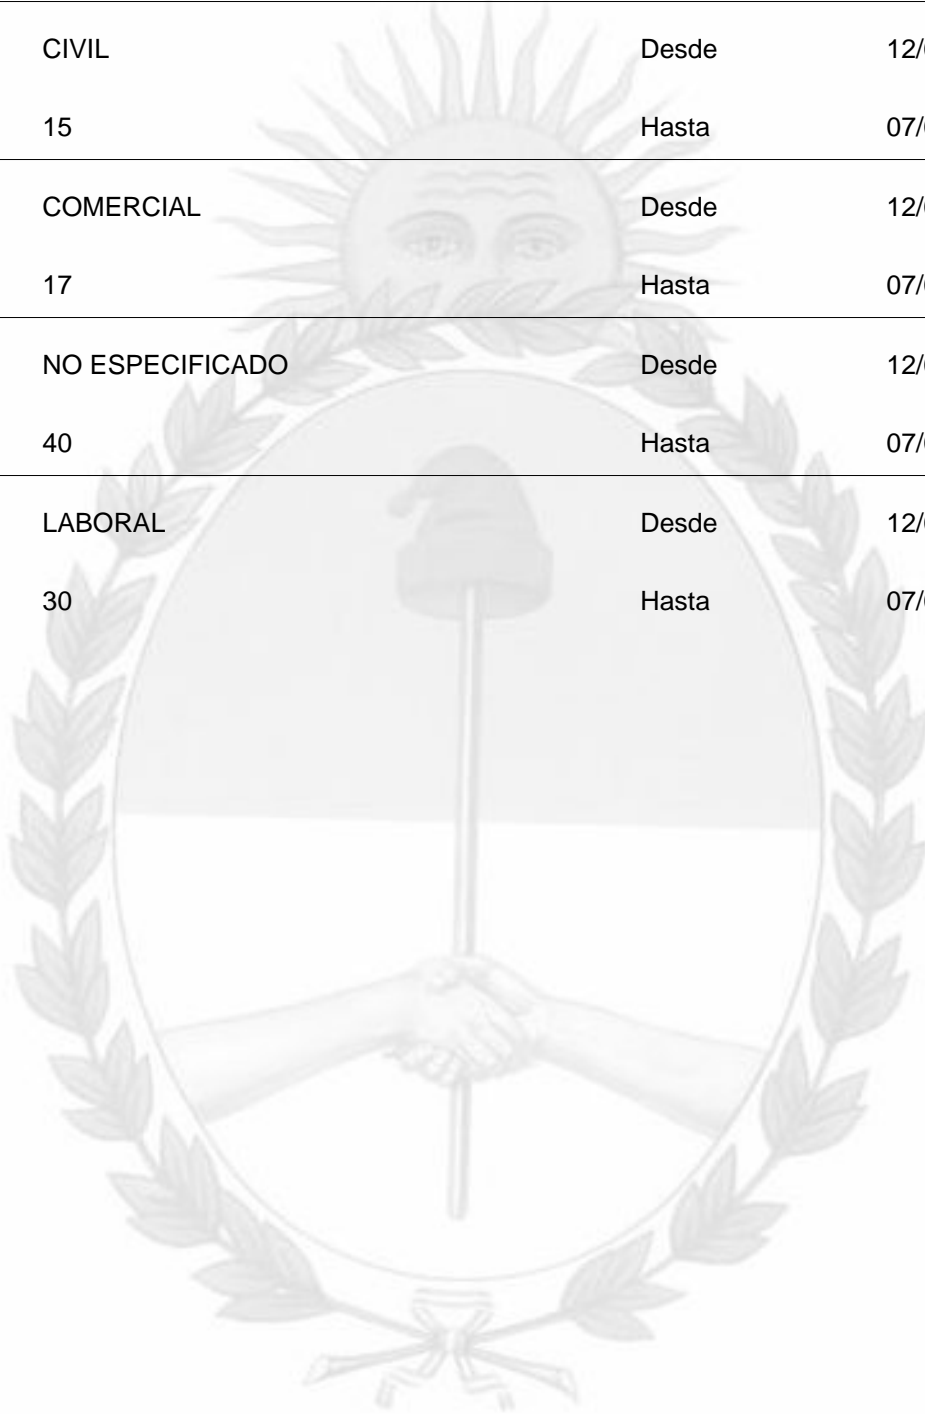 CIVIL Desde 12/
15 Hasta 07/
COMERCIAL Desde 12/
17 Hasta 07/
NO ESPECIFICADO Desde 12/
40 Hasta 07/
LABORAL Desde 12/
30 Hasta 07/